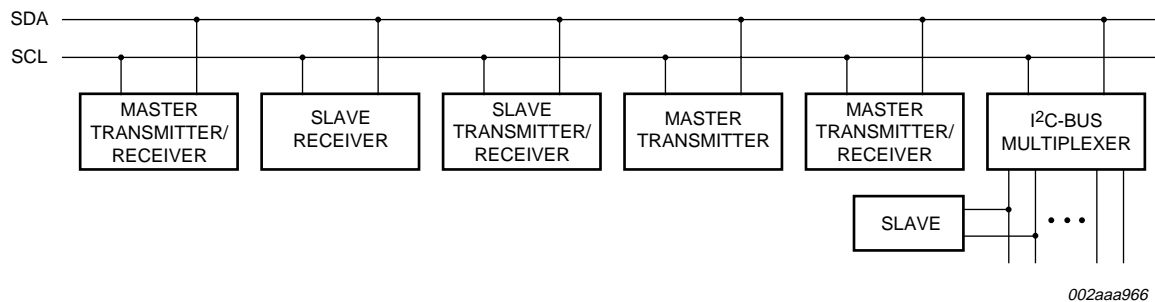 SDA
SCL
MASTER
TRANSMITTER/
RECEIVER
SLAVE
RECEIVER
SLAVE
TRANSMITTER/
RECEIVER
MASTER
TRANSMITTER
MASTER
TRANSMITTER/
RECEIVER
I²C-BUS
MULTIPLEXER
SLAVE
002aaa966